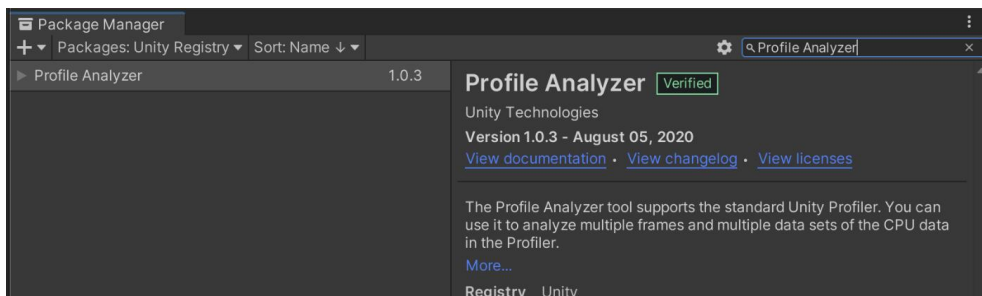 Package Manager
Packages: Unity Registry Sort: Name ↓
Profile Analyzer
Profile Analyzer 1.0.3
Profile Analyzer Verified
Unity Technologies
Version 1.0.3 - August 05, 2020
View documentation • View changelog • View licenses
The Profile Analyzer tool supports the standard Unity Profiler. You can
use it to analyze multiple frames and multiple data sets of the CPU data
in the Profiler.
More...
Registry Unity